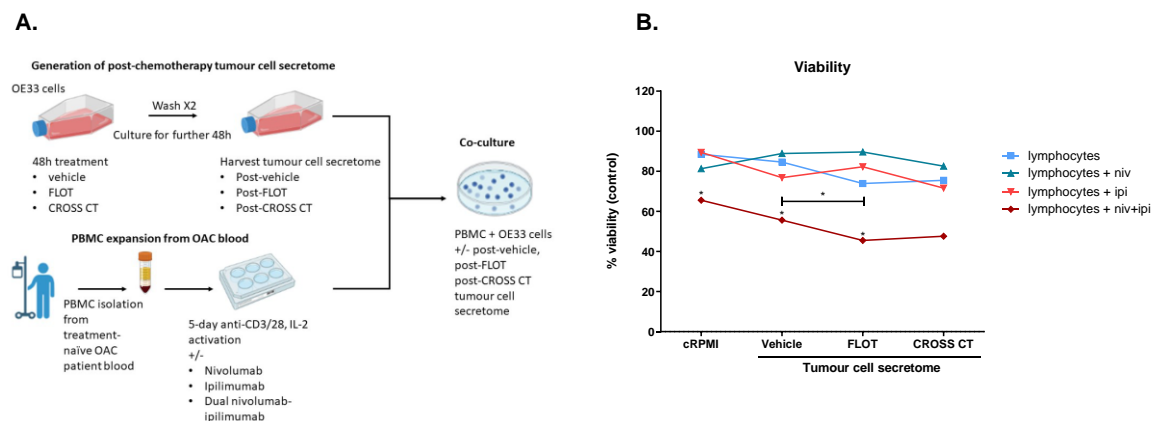 A.
Generation of post-chemotherapy tumour cell secretome
OE33 cells
Wash X2
Culture for further 48h
48h treatment
• vehicle
• FLOT
• CROSS CT
Harvest tumour cell secretome
• Post-vehicle
• Post-FLOT
• Post-CROSS CT
PBMC expansion from OAC blood
PBMC isolation
from
treatment-
naïve OAC
patient blood
5-day anti-CD3/28, IL-2
activation
+/-
• Nivolumab
• Ipilimumab
• Dual nivolumab-
ipilimumab
Co-culture
PBMC + OE33 cells
+/- post-vehicle,
post-FLOT
post-CROSS CT
tumour cell
secretome
B.
Viability
% viability (control)
120
100
80
60
40
20
0
*
*
*
*
cRPMI
Vehicle
FLOT
CROSS CT
Tumour cell secretome
lymphocytes
lymphocytes + niv
lymphocytes + ipi
lymphocytes + niv+ipi